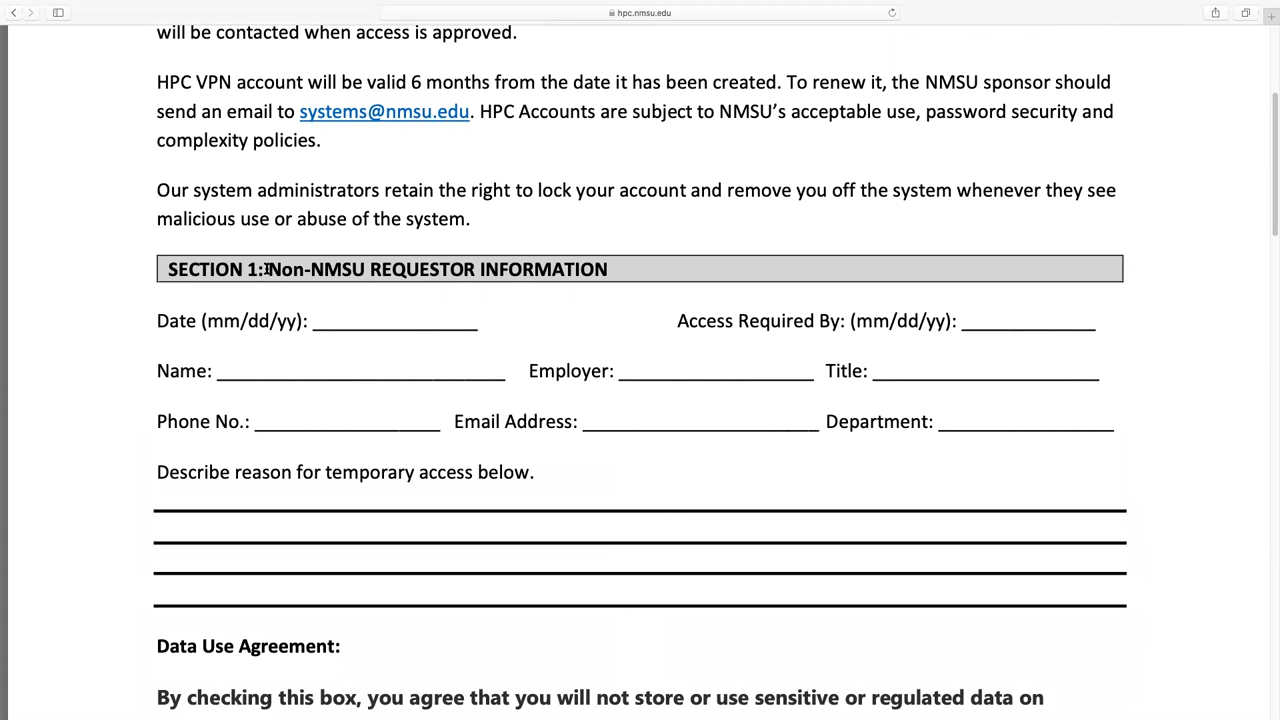 hpc.nmsu.edu
will be contacted when access is approved.
HPC VPN account will be valid 6 months from the date it has been created. To renew it, the NMSU sponsor should
send an email to systems@nmsu.edu. HPC Accounts are subject to NMSU's acceptable use, password security and
complexity policies.
Our system administrators retain the right to lock your account and remove you off the system whenever they see
malicious use or abuse of the system.
SECTION 1: Non-NMSU REQUESTOR INFORMATION
Date (mm/dd/yy): _______________ Access Required By: (mm/dd/yy): ____________
Name: __________________________ Employer: __________________ Title: _____________________
Phone No.: _________________ Email Address: ______________________ Department: ________________
Describe reason for temporary access below.
Data Use Agreement:
By checking this box, you agree that you will not store or use sensitive or regulated data on